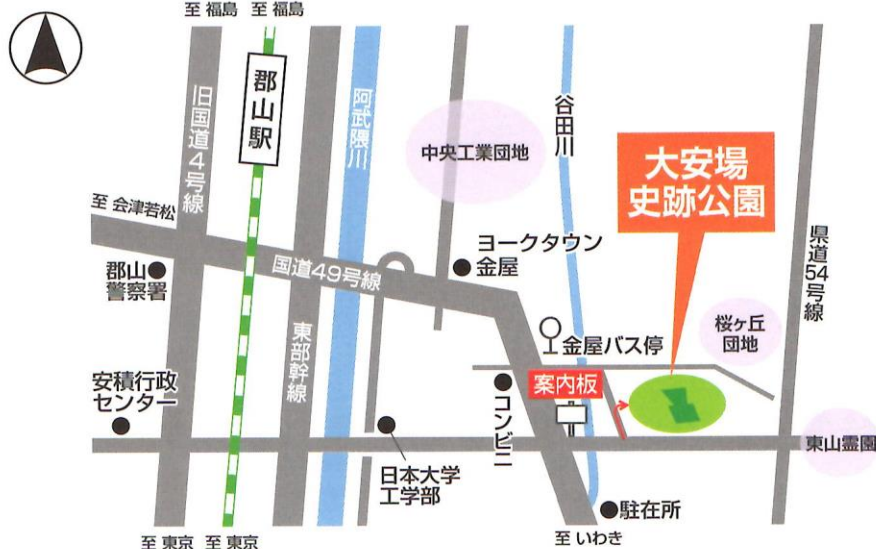 至 福島
至 福島
郡山駅
旧国道4号線
阿武隈川
谷田川
中央工業団地
大安場
史跡公園
至 会津若松
国道49号線
ヨークタウン
金屋
県道54号線
郡山
警察署
東部幹線
桜ヶ丘
団地
金屋バス停
案内板
安積行政
センター
コンビニ
東山霊園
日本大学
工学部
駐在所
至 東京
至 東京
至 いわき